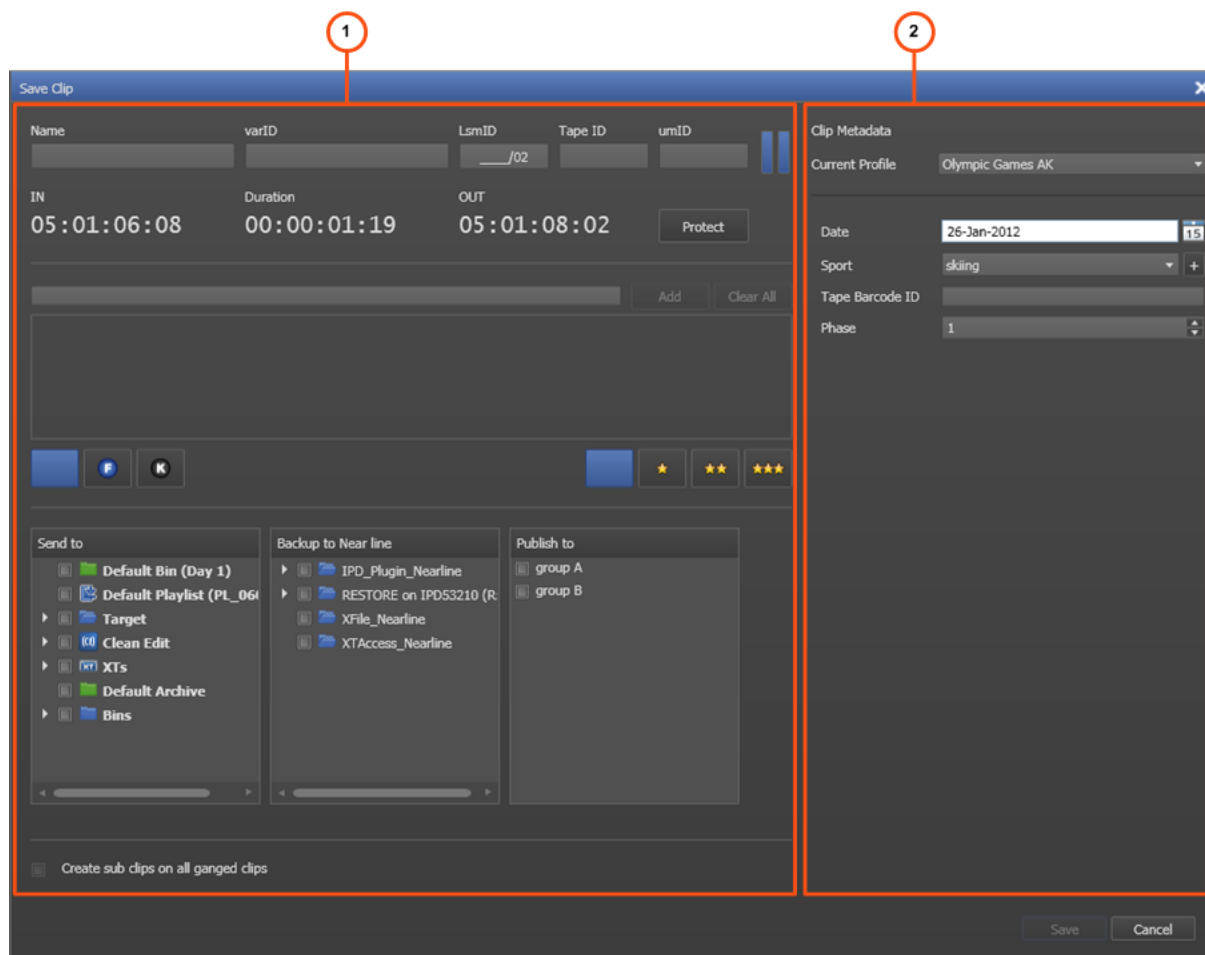 1
2
Save Clip
Name varID LsmID Tape ID umID
____/02
IN Duration OUT
05:01:06:08 00:00:01:19 05:01:08:02 Protect
Add Clear All
F K
Send to
Default Bin (Day 1)
Default Playlist (PL_06
Target
Clean Edit
XT XTs
Default Archive
Bins
Backup to Near line
IPD_Plugin_Nearline
RESTORE on IPD53210 (R
XFile_Nearline
XTAccess_Nearline
Publish to
group A
group B
Create sub clips on all ganged clips
Clip Metadata
Current Profile Olympic Games AK
Date 26-Jan-2012 15
Sport skiing +
Tape Barcode ID
Phase 1
Save Cancel